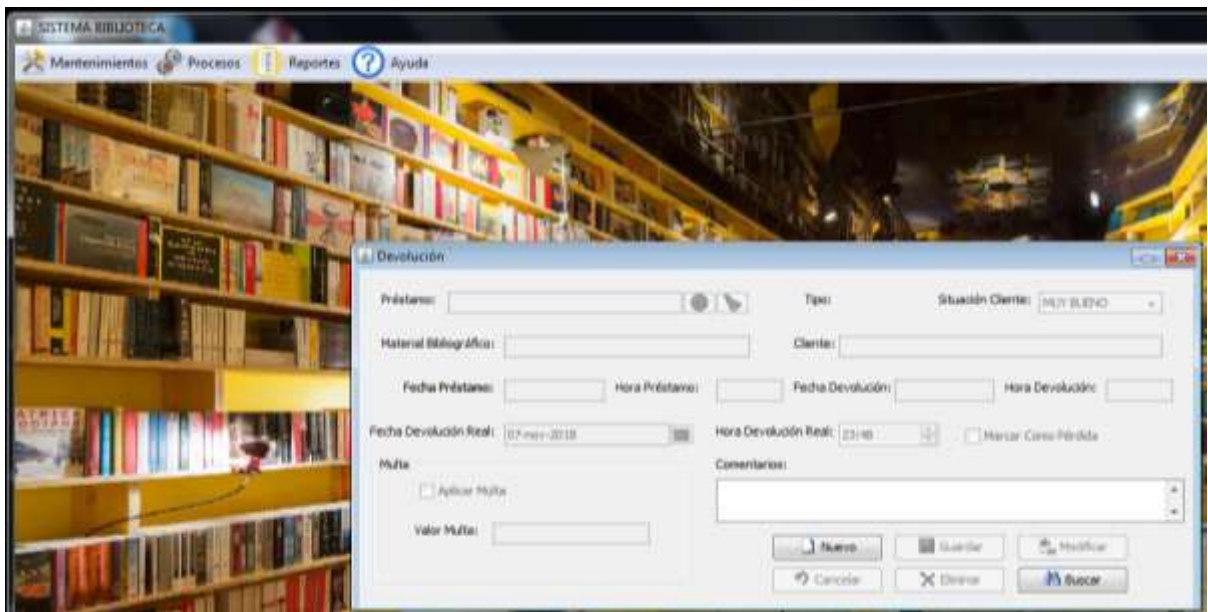 SISTEMA BIBLIOTECA
Mantenimientos Procesos Reportes Ayuda
Devolución
Préstamo: Tipo: Situación Cliente: MUY BUENO
Material Bibliográfico: Cliente:
Fecha Préstamo: Hora Préstamo: Fecha Devolución: Hora Devolución:
Fecha Devolución Real: 07-nov-2018 Hora Devolución Real: 23:48 Marcar Como Pérdida
Multa Comentarios:
Aplicar Multa
Valor Multa:
Nuevo Guardar Modificar
Cancelar Eliminar Buscar